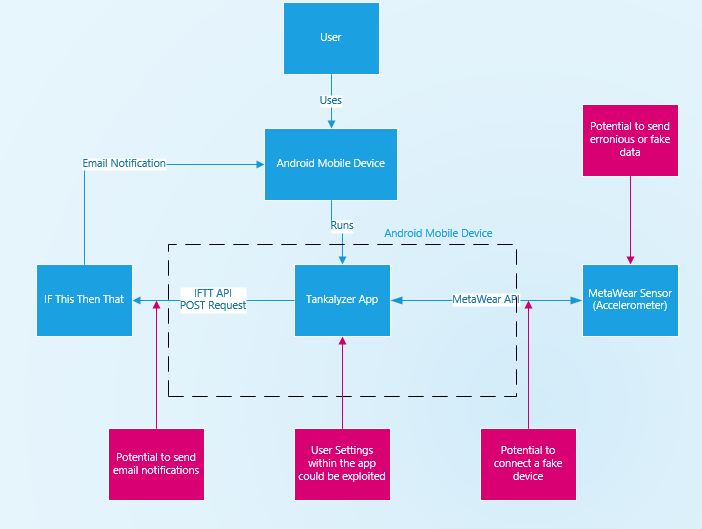 User
Uses
Potential to send
erronious or fake
data
Email Notification
Android Mobile Device
Runs
Android Mobile Device
IF This Then That
IFTT API
POST Request
Tankalyzer App
MetaWear API
MetaWear Sensor
(Accelerometer)
Potential to send
email notifications
User Settings
within the app
could be exploited
Potential to
connect a fake
device